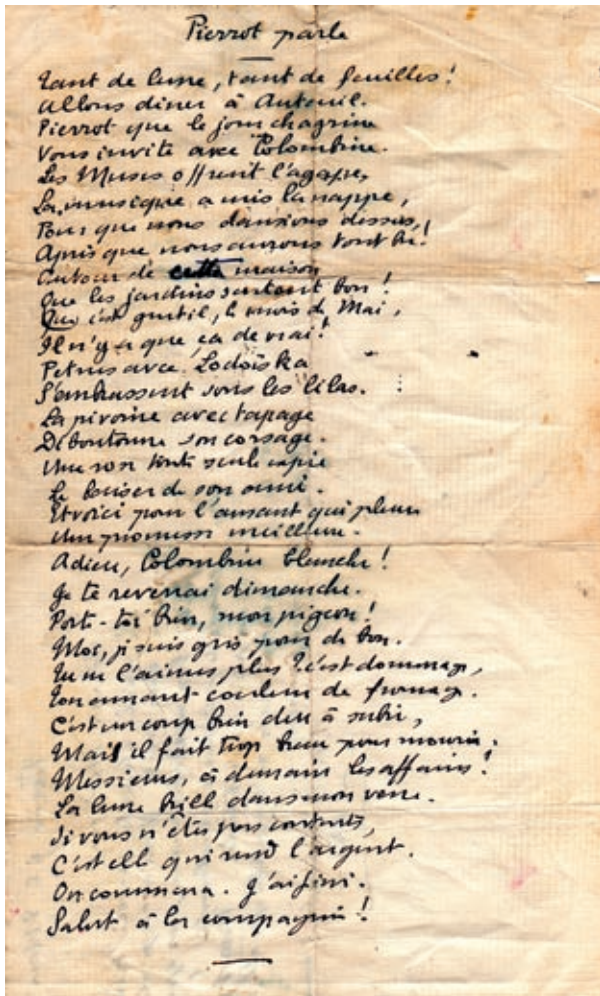 Pierrot parle
Tant de lune, tant de feuilles !
Allons dîner à Auteuil.
Pierrot que le jour chagrine
Vous invite avec Colombine.
Les Muses offrent l'agape,
La musique a mis la nappe,
Pour que nous dansions dessus,
Après que nous aurons tout bu !
Autour de cette maison
Que les jardins sentent bon !
Que c'est gentil, le mois de Mai,
Il n'y a que ça de vrai !
Petrus avec Lodoïska
S'embrassent sous les lilas.
La pivoine avec tapage
Déboutonne son corsage.
Une rose toute seule expie
Le baiser de son amie.
Et voici pour l'amant qui pleure
Une promesse meilleure.
Adieu, Colombine blanche !
Je te reverrai dimanche.
Porte-toi bien, mon pigeon !
Moi, je suis gris pour de bon.
Tu ne l'aimes plus ? c'est dommage,
Ton amant couleur de fromage.
C'est un coup bien dur à subir,
Mais il fait trop beau pour mourir.
Messieurs, à demain les affaires !
La lune brille dans mon verre.
Si vous n'êtes pas contents,
C'est elle qui rend l'argent.
On commence. J'ai fini.
Salut à la compagnie !